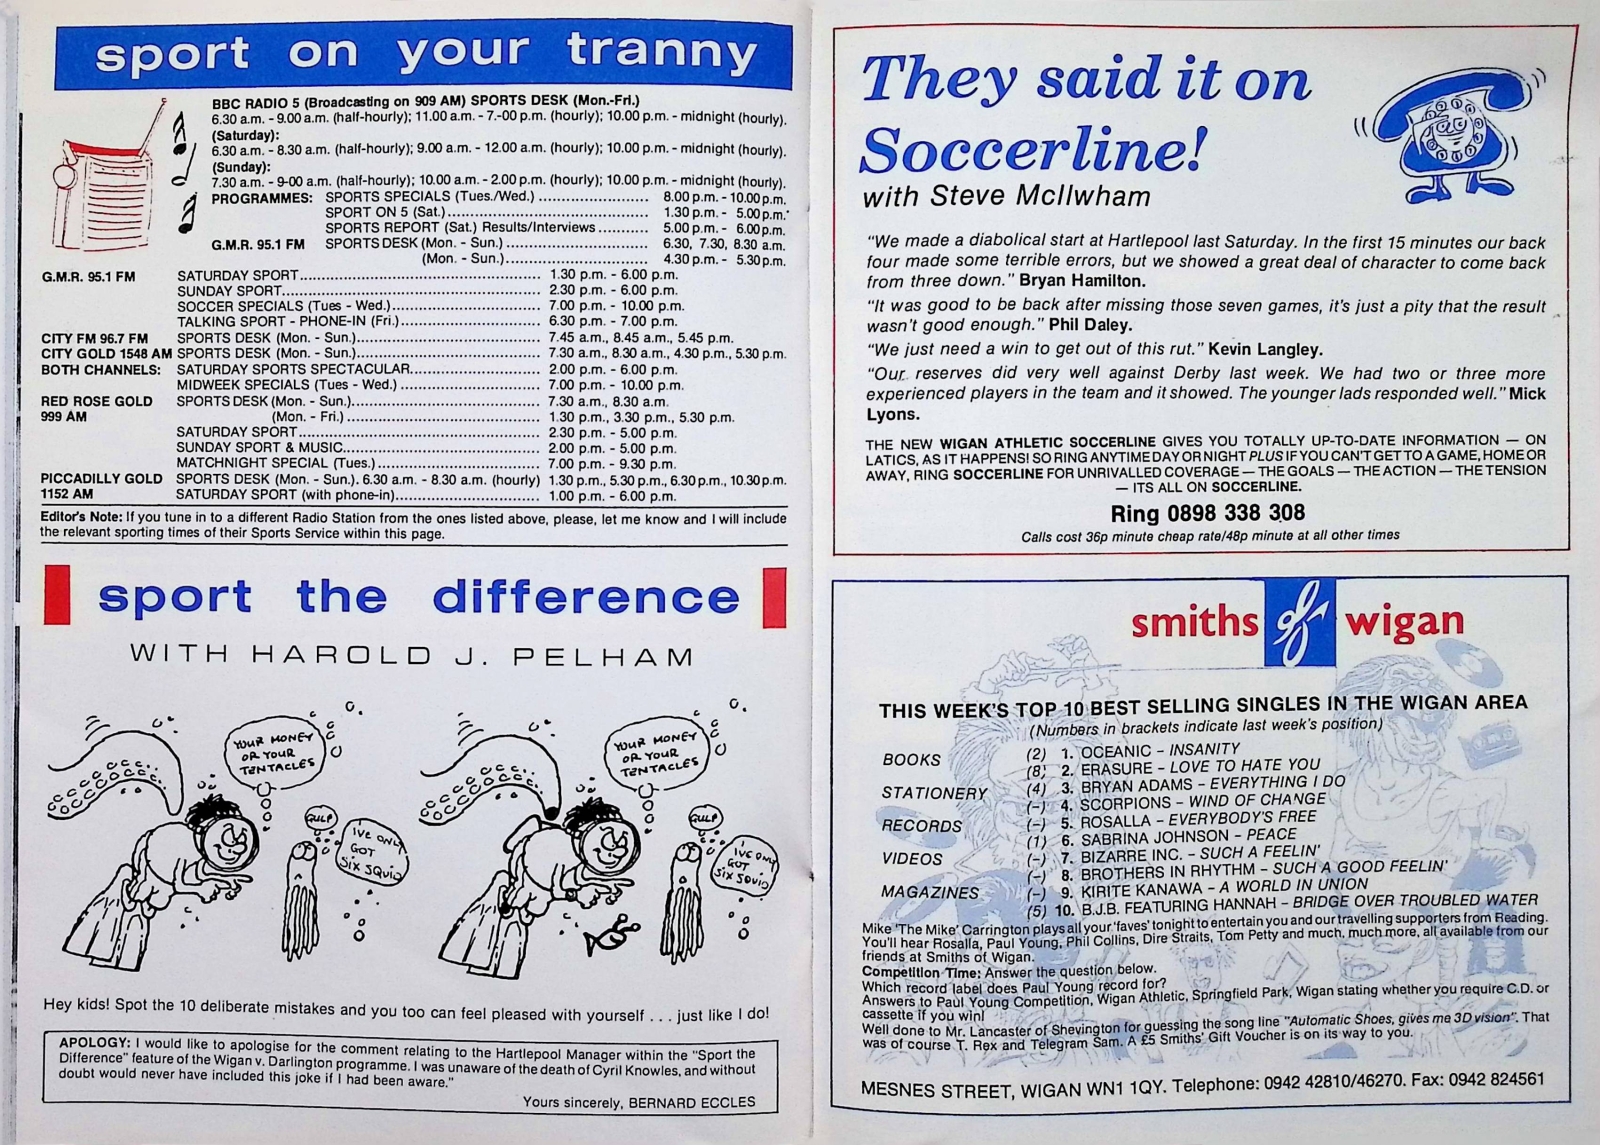 sport on your tranny
BBC RADIO 5 (Broadcasting on 909 AM) SPORTS DESK (Mon.-Fri.)
6.30 a.m. - 9.00 a.m. (half-hourly); 11.00 a.m. - 7.-00 p.m. (hourly); 10.00 p.m. - midnight (hourly).
(Saturday):
6.30 a.m. - 8.30 a.m. (half-hourly); 9.00 a.m. - 12.00 a.m. (hourly); 10.00 p.m. - midnight (hourly).
(Sunday):
7.30 a.m. - 9-00 a.m. (half-hourly); 10.00 a.m. - 2.00 p.m. (hourly); 10.00 p.m. - midnight (hourly).
PROGRAMMES: SPORTS SPECIALS (Tues./Wed.) ........ 8.00 p.m. - 10.00 p.m.
SPORT ON 5 (Sat.) ........ 1.30 p.m. - 5.00 p.m.
SPORTS REPORT (Sat.) Results/Interviews ........ 5.00 p.m. - 6.00 p.m.
G.M.R. 95.1 FM SPORTS DESK (Mon. - Sun.) ........ 6.30, 7.30, 8.30 a.m.
(Mon. - Sun.) ........ 4.30 p.m. - 5.30 p.m.
G.M.R. 95.1 FM SATURDAY SPORT ........ 1.30 p.m. - 6.00 p.m.
SUNDAY SPORT ........ 2.30 p.m. - 6.00 p.m.
SOCCER SPECIALS (Tues - Wed.) ........ 7.00 p.m. - 10.00 p.m.
TALKING SPORT - PHONE-IN (Fri.) ........ 6.30 p.m. - 7.00 p.m.
CITY FM 96.7 FM SPORTS DESK (Mon. - Sun.) ........ 7.45 a.m., 8.45 a.m., 5.45 p.m.
CITY GOLD 1548 AM SPORTS DESK (Mon. - Sun.) ........ 7.30 a.m., 8.30 a.m., 4.30 p.m., 5.30 p.m.
BOTH CHANNELS: SATURDAY SPORTS SPECTACULAR ........ 2.00 p.m. - 6.00 p.m.
MIDWEEK SPECIALS (Tues - Wed.) ........ 7.00 p.m. - 10.00 p.m.
RED ROSE GOLD SPORTS DESK (Mon. - Sun.) ........ 7.30 a.m., 8.30 a.m.
999 AM (Mon. - Fri.) ........ 1.30 p.m., 3.30 p.m., 5.30 p.m.
SATURDAY SPORT ........ 2.30 p.m. - 5.00 p.m.
SUNDAY SPORT & MUSIC ........ 2.00 p.m. - 5.00 p.m.
MATCHNIGHT SPECIAL (Tues.) ........ 7.00 p.m. - 9.30 p.m.
PICCADILLY GOLD SPORTS DESK (Mon. - Sun.). 6.30 a.m. - 8.30 a.m. (hourly) 1.30 p.m., 5.30 p.m., 6.30 p.m., 10.30 p.m.
1152 AM SATURDAY SPORT (with phone-in) ........ 1.00 p.m. - 6.00 p.m.
Editor's Note: If you tune in to a different Radio Station from the ones listed above, please, let me know and I will include
the relevant sporting times of their Sports Service within this page.
sport the difference
WITH HAROLD J. PELHAM
YOUR MONEY
OR YOUR
TENTACLES
GULP
I'VE ONLY
GOT
SIX SQUID
YOUR MONEY
OR YOUR
TENTACLES
GULP
I'VE ONLY
GOT
SIX SQUID
Hey kids! Spot the 10 deliberate mistakes and you too can feel pleased with yourself . . . just like I do!
APOLOGY: I would like to apologise for the comment relating to the Hartlepool Manager within the "Sport the
Difference" feature of the Wigan v. Darlington programme. I was unaware of the death of Cyril Knowles, and without
doubt would never have included this joke if I had been aware."
Yours sincerely, BERNARD ECCLES
They said it on
Soccerline!
with Steve McIlwham
"We made a diabolical start at Hartlepool last Saturday. In the first 15 minutes our back
four made some terrible errors, but we showed a great deal of character to come back
from three down." Bryan Hamilton.
"It was good to be back after missing those seven games, it's just a pity that the result
wasn't good enough." Phil Daley.
"We just need a win to get out of this rut." Kevin Langley.
"Our reserves did very well against Derby last week. We had two or three more
experienced players in the team and it showed. The younger lads responded well." Mick
Lyons.
THE NEW WIGAN ATHLETIC SOCCERLINE GIVES YOU TOTALLY UP-TO-DATE INFORMATION — ON
LATICS, AS IT HAPPENS! SO RING ANYTIME DAY OR NIGHT PLUS IF YOU CAN'T GET TO A GAME, HOME OR
AWAY, RING SOCCERLINE FOR UNRIVALLED COVERAGE — THE GOALS — THE ACTION — THE TENSION
— ITS ALL ON SOCCERLINE.
Ring 0898 338 308
Calls cost 36p minute cheap rate/48p minute at all other times
smiths of wigan
THIS WEEK'S TOP 10 BEST SELLING SINGLES IN THE WIGAN AREA
(Numbers in brackets indicate last week's position)
BOOKS
STATIONERY
RECORDS
VIDEOS
MAGAZINES
(2) 1. OCEANIC – INSANITY
(8) 2. ERASURE – LOVE TO HATE YOU
(4) 3. BRYAN ADAMS – EVERYTHING I DO
(–) 4. SCORPIONS – WIND OF CHANGE
(–) 5. ROSALLA – EVERYBODY'S FREE
(1) 6. SABRINA JOHNSON – PEACE
(–) 7. BIZARRE INC. – SUCH A FEELIN'
(–) 8. BROTHERS IN RHYTHM – SUCH A GOOD FEELIN'
(–) 9. KIRITE KANAWA – A WORLD IN UNION
(5) 10. B.J.B. FEATURING HANNAH – BRIDGE OVER TROUBLED WATER
Mike 'The Mike' Carrington plays all your 'faves' tonight to entertain you and our travelling supporters from Reading.
You'll hear Rosalla, Paul Young, Phil Collins, Dire Straits, Tom Petty and much, much more, all available from our
friends at Smiths of Wigan.
Competition Time: Answer the question below.
Which record label does Paul Young record for?
Answers to Paul Young Competition, Wigan Athletic, Springfield Park, Wigan stating whether you require C.D. or
cassette if you win!
Well done to Mr. Lancaster of Shevington for guessing the song line "Automatic Shoes, gives me 3D vision". That
was of course T. Rex and Telegram Sam. A £5 Smiths' Gift Voucher is on its way to you.
MESNES STREET, WIGAN WN1 1QY. Telephone: 0942 42810/46270. Fax: 0942 824561